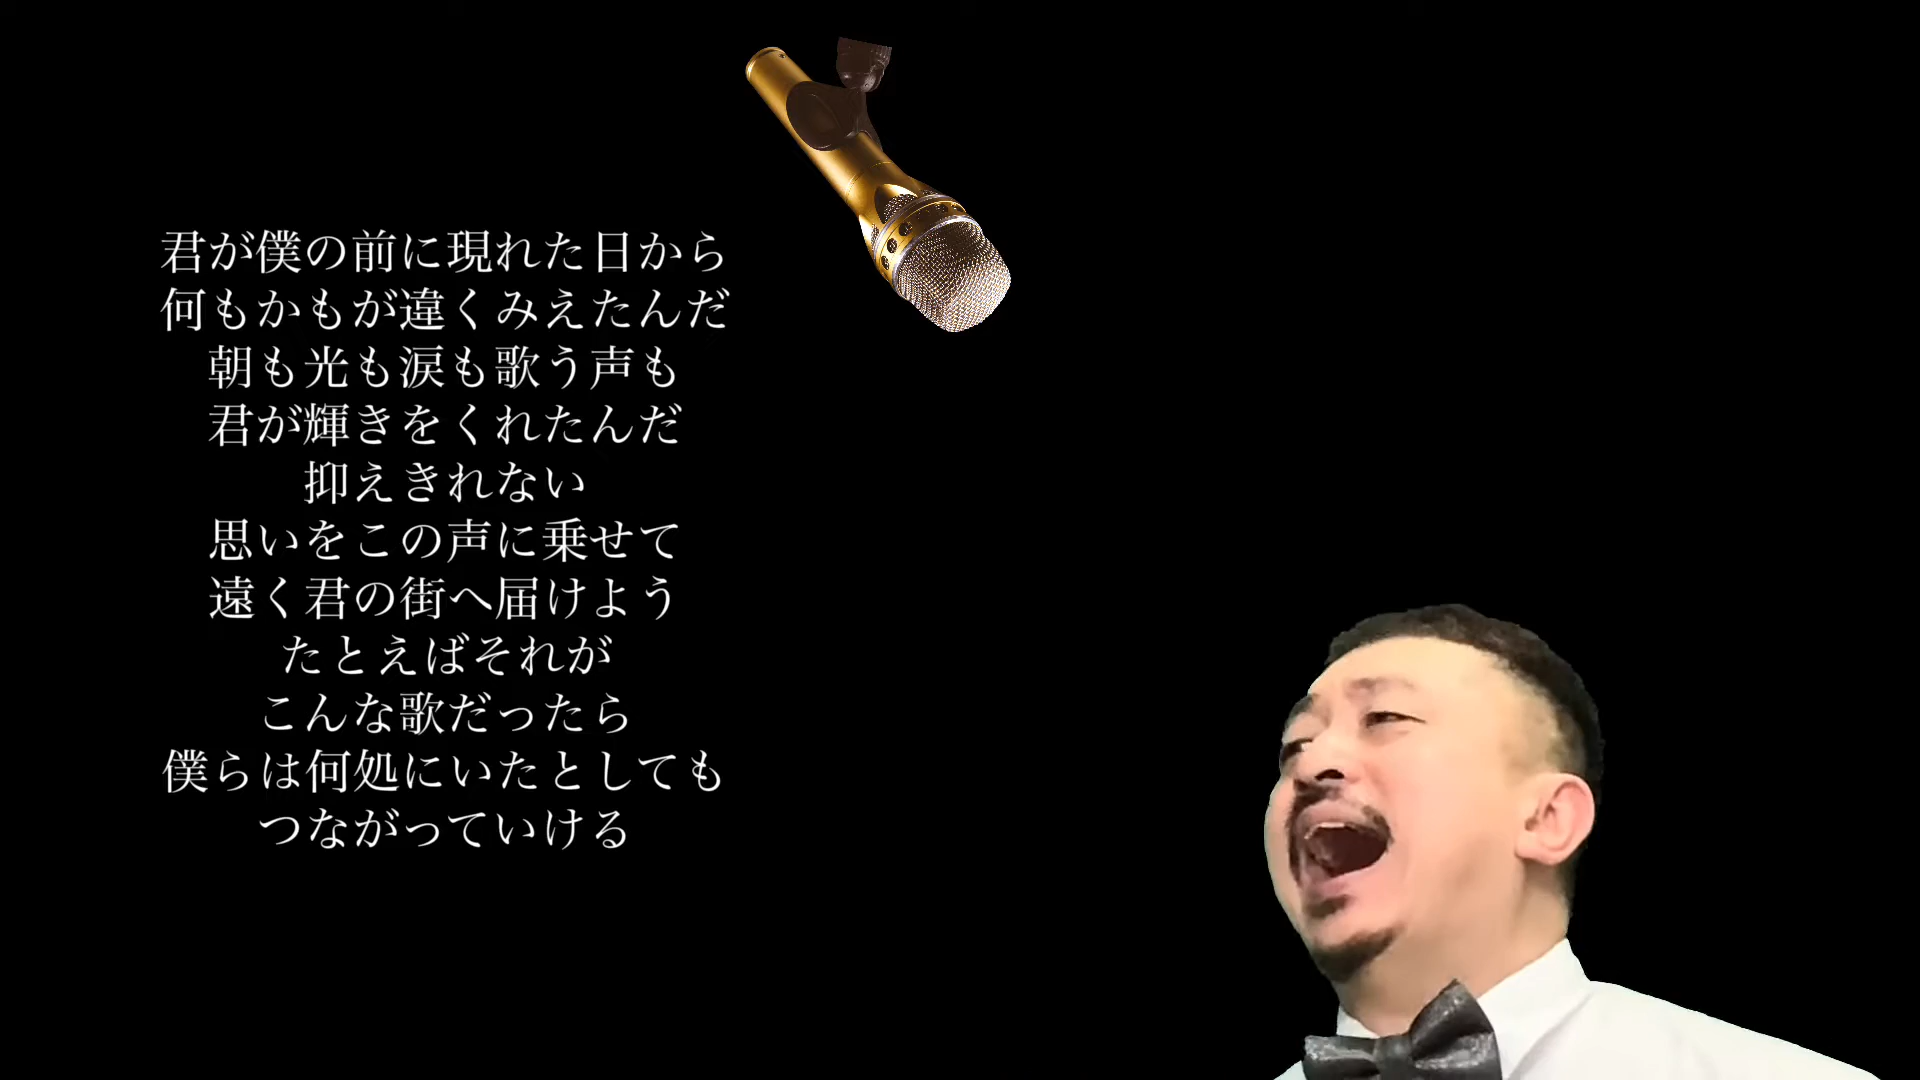 君が僕の前に現れた日から
何もかもが違くみえたんだ
朝も光も涙も歌う声も
君が輝きをくれたんだ
抑えきれない
思いをこの声に乗せて
遠く君の街へ届けよう
たとえばそれが
こんな歌だったら
僕らは何処にいたとしても
つながっていける